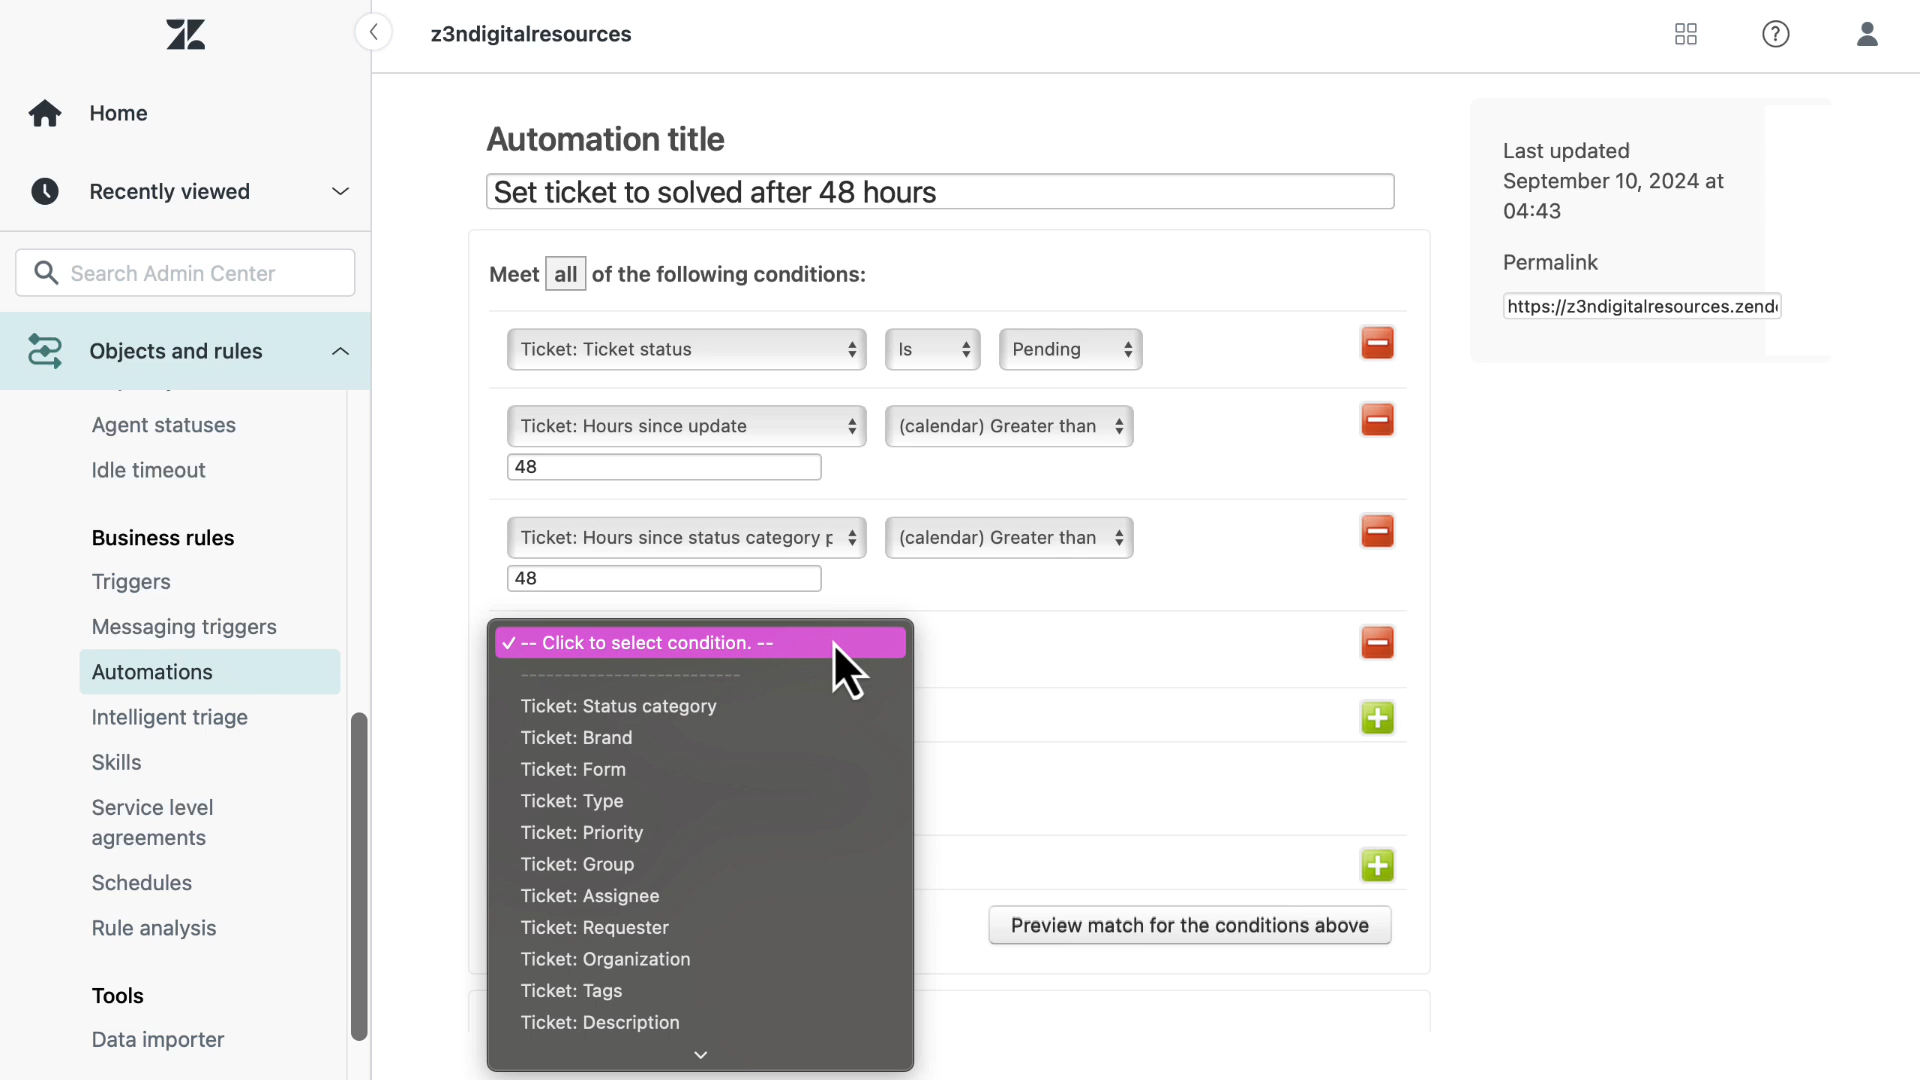 z3ndigitalresources
Home
Recently viewed
Search Admin Center
Objects and rules
Agent statuses
Idle timeout
Business rules
Triggers
Messaging triggers
Automations
Intelligent triage
Skills
Service level
agreements
Schedules
Rule analysis
Tools
Data importer
Automation title
Set ticket to solved after 48 hours
Meet all of the following conditions:
Ticket: Ticket status Is Pending
Ticket: Hours since update (calendar) Greater than
48
Ticket: Hours since status category (calendar) Greater than
48
✓ -- Click to select condition. --
-------------------------
Ticket: Status category
Ticket: Brand
Ticket: Form
Ticket: Type
Ticket: Priority
Ticket: Group
Ticket: Assignee
Ticket: Requester
Ticket: Organization
Ticket: Tags
Ticket: Description
Preview match for the conditions above
Last updated
September 10, 2024 at
04:43
Permalink
https://z3ndigitalresources.zend